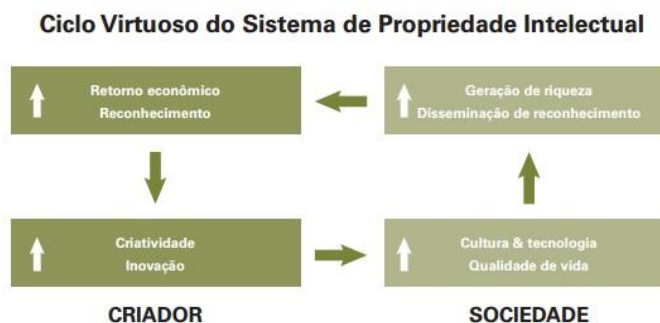 Ciclo Virtuoso do Sistema de Propriedade Intelectual
Retorno econômico
Reconhecimento
Geração de riqueza
Disseminação de reconhecimento
Criatividade
Inovação
Cultura & tecnologia
Qualidade de vida
CRIADOR
SOCIEDADE